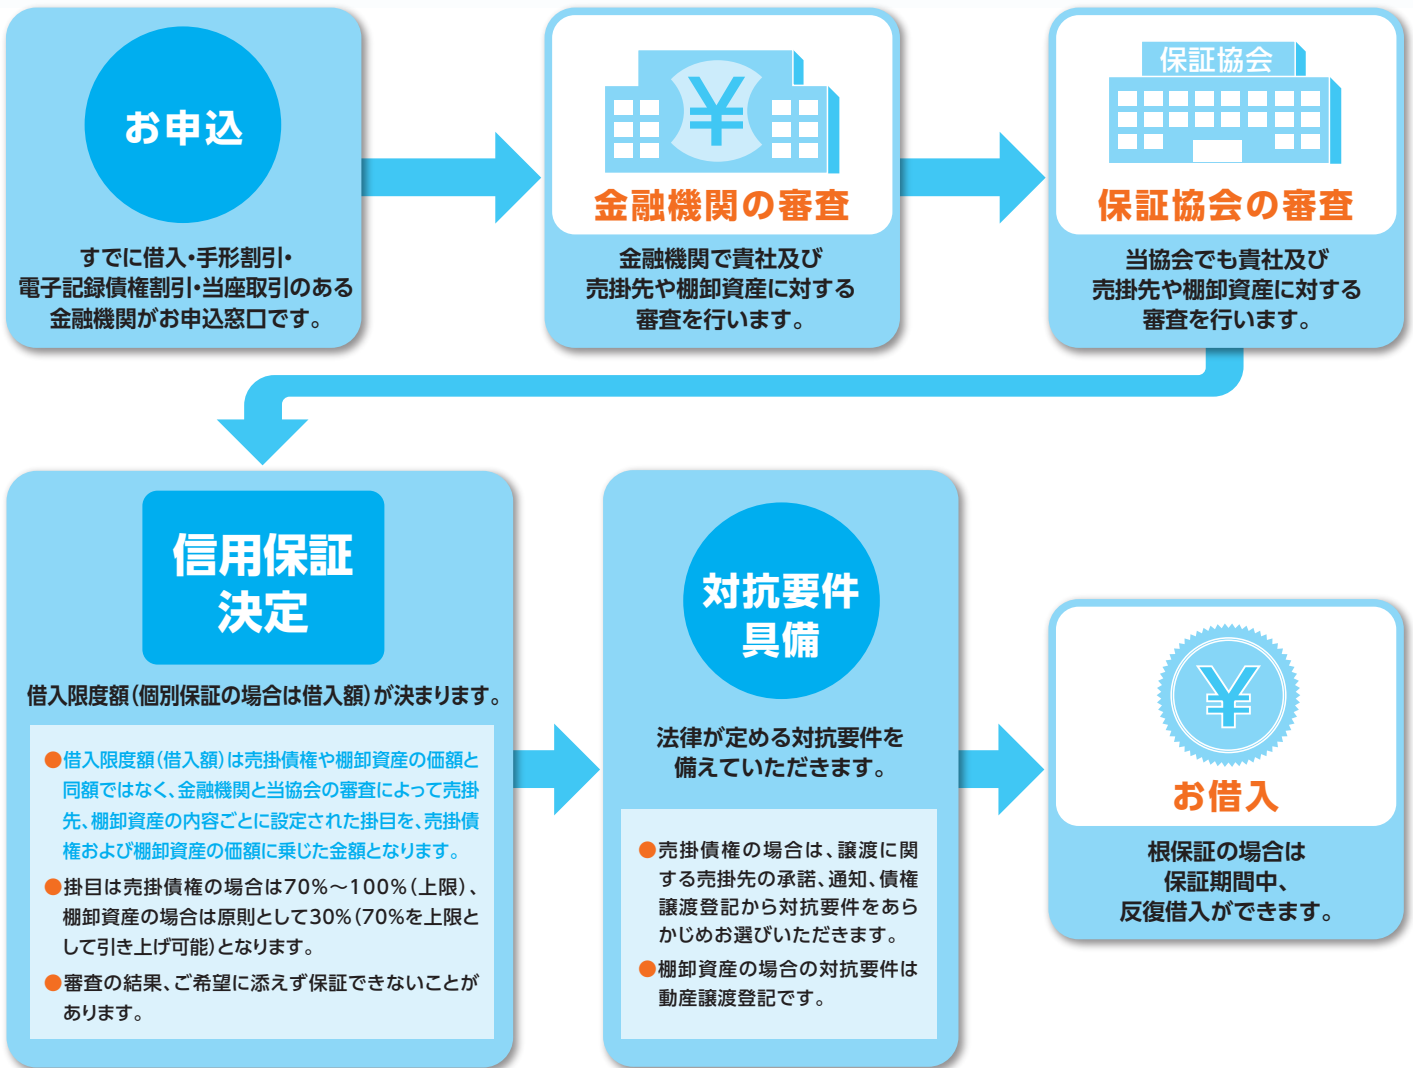 お申込
すでに借入・手形割引・
電子記録債権割引・当座取引のある
金融機関がお申込窓口です。
¥
金融機関の審査
金融機関で貴社及び
売掛先や棚卸資産に対する
審査を行います。
保証協会
保証協会の審査
当協会でも貴社及び
売掛先や棚卸資産に対する
審査を行います。
信用保証
決定
借入限度額（個別保証の場合は借入額）が決まります。
●借入限度額（借入額）は売掛債権や棚卸資産の価額と
同額ではなく、金融機関と当協会の審査によって売掛
先、棚卸資産の内容ごとに設定された掛目を、売掛債
権および棚卸資産の価額に乗じた金額となります。
●掛目は売掛債権の場合は70%～100%（上限）、
棚卸資産の場合は原則として30%（70%を上限と
して引き上げ可能）となります。
●審査の結果、ご希望に添えず保証できないことが
あります。
対抗要件
具備
法律が定める対抗要件を
備えていただきます。
●売掛債権の場合は、譲渡に関
する売掛先の承諾、通知、債権
譲渡登記から対抗要件をあら
かじめお選びいただきます。
●棚卸資産の場合の対抗要件は
動産譲渡登記です。
¥
お借入
根保証の場合は
保証期間中、
反復借入ができます。